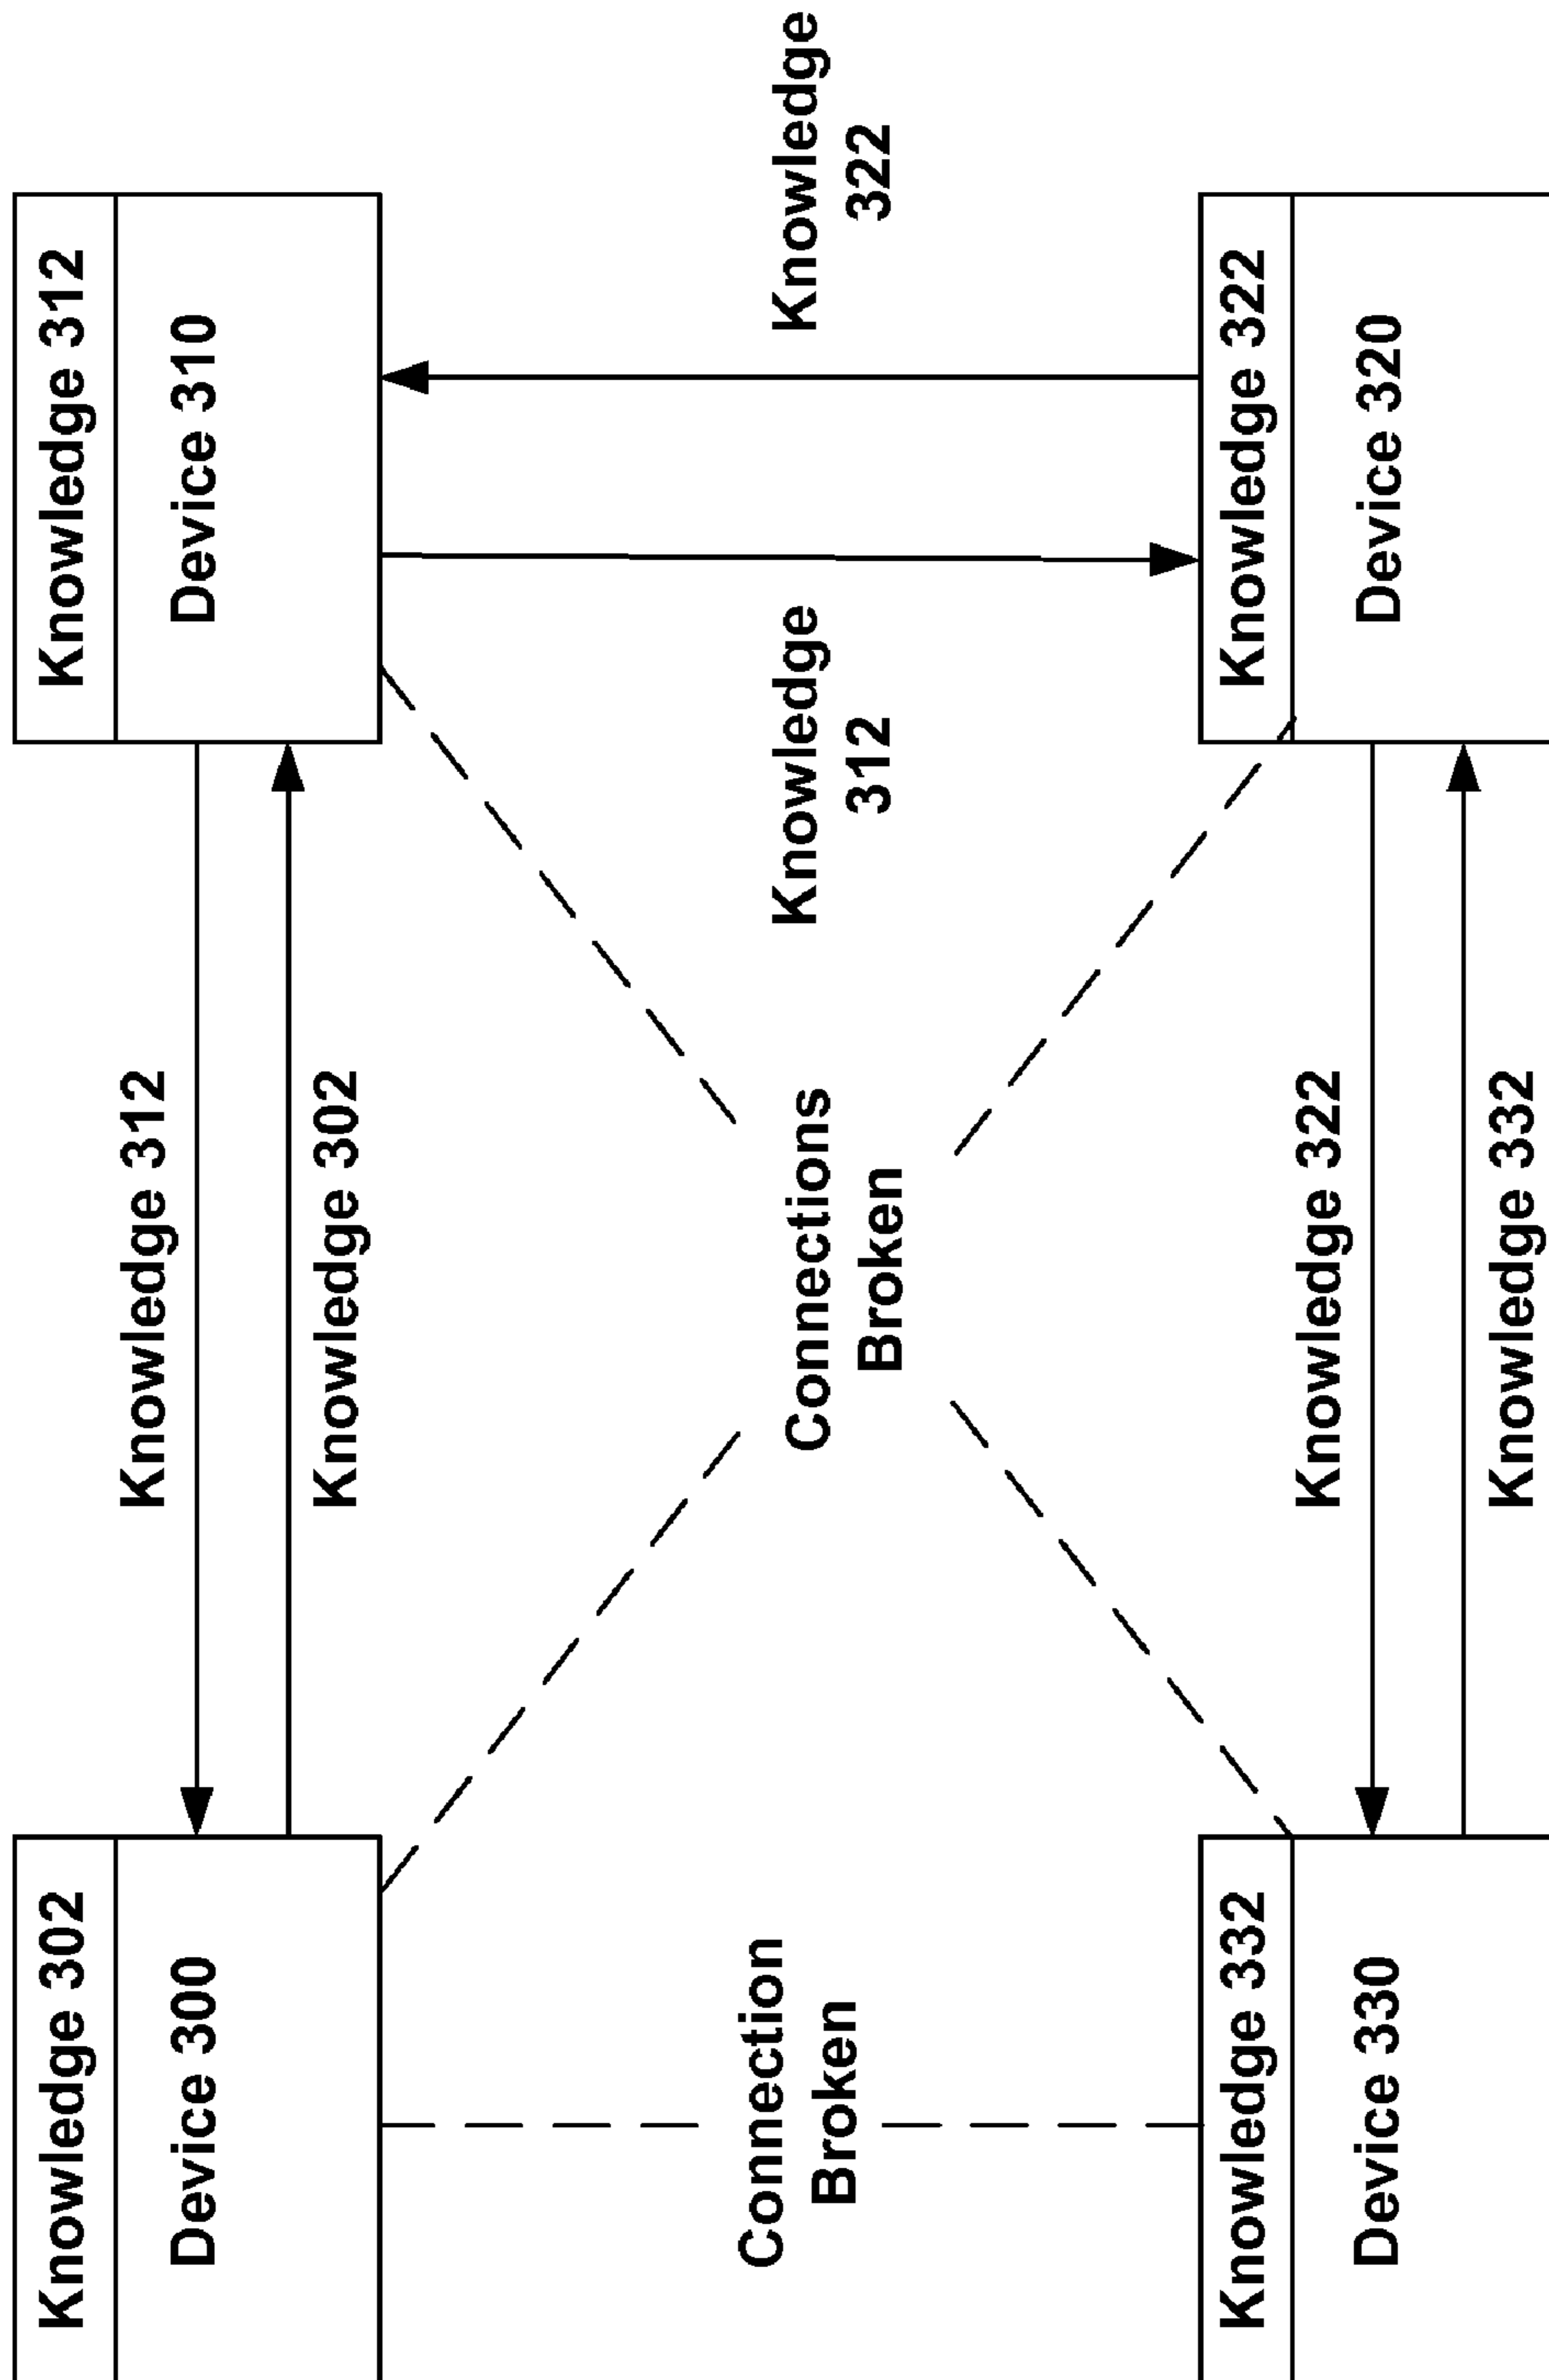 Knowledge 302
Device 300
Knowledge 312
Knowledge 302
Knowledge 312
Device 310
Connection
Broken
Connections
Broken
Knowledge
312
Knowledge
322
Knowledge 332
Device 330
Knowledge 322
Knowledge 332
Knowledge 322
Device 320